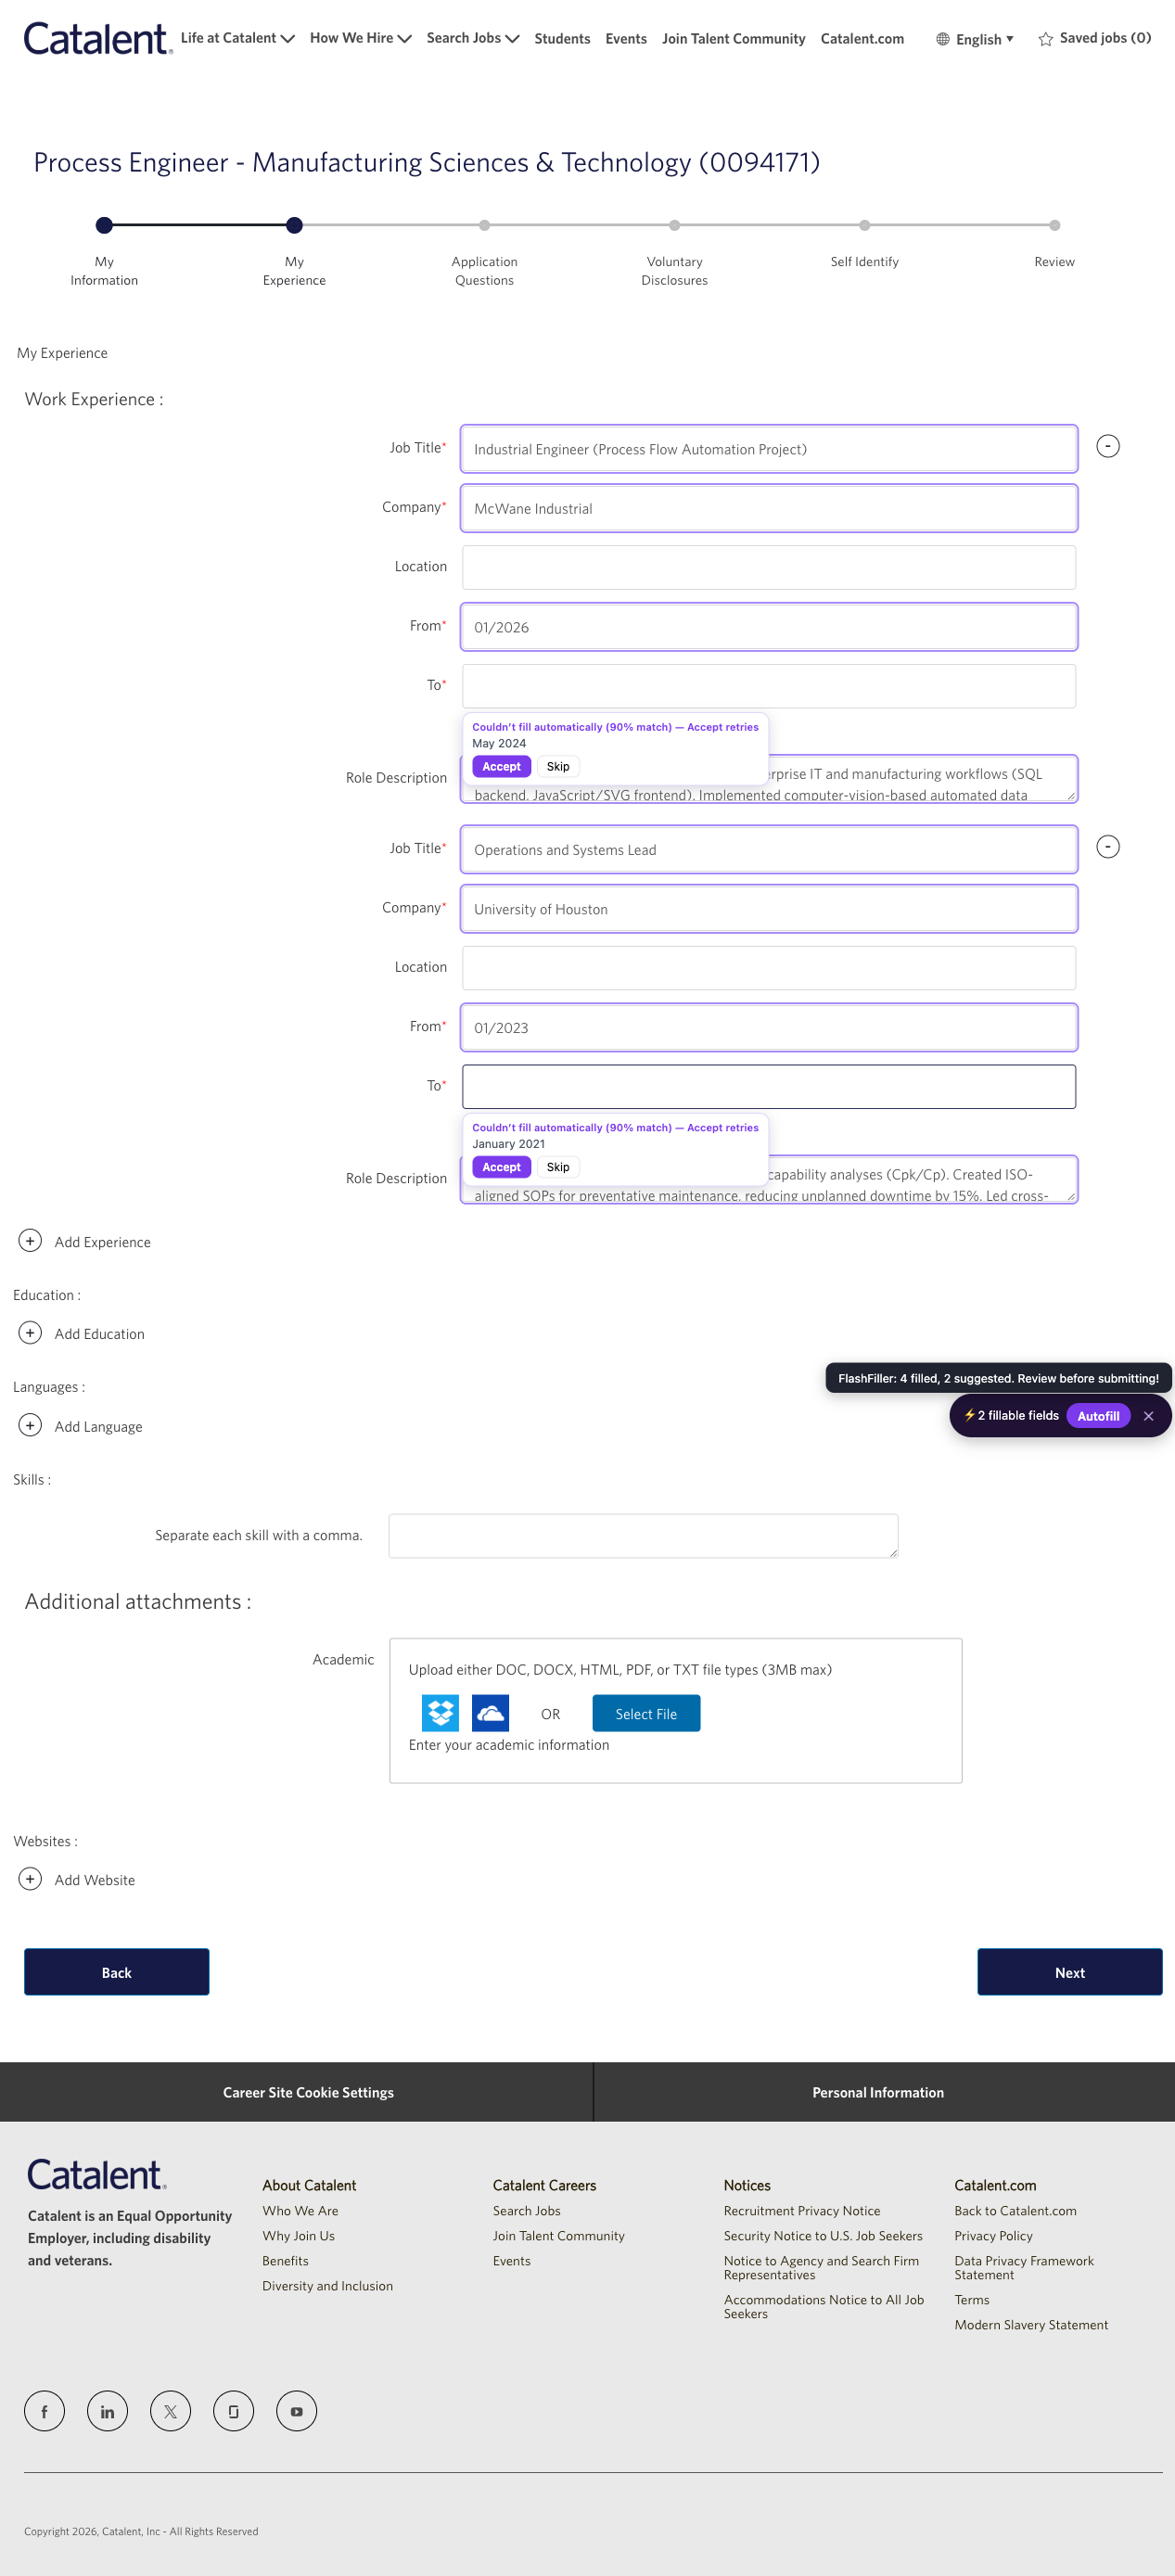 Catalent.
Life at Catalent
How We Hire
Search Jobs
Students
Events
Join Talent Community
Catalent.com
English
Saved jobs (0)
Process Engineer - Manufacturing Sciences & Technology (0094171)
My
Information
My
Experience
Application
Questions
Voluntary
Disclosures
Self Identify
Review
My Experience
Work Experience :
Job Title*
Industrial Engineer (Process Flow Automation Project)
-
Company*
McWane Industrial
Location
From*
01/2026
To*
Couldn't fill automatically (90% match) — Accept retries
May 2024
Accept
Skip
Role Description
erprise IT and manufacturing workflows (SQL
backend, JavaScript/SVG frontend). Implemented computer-vision-based automated data
Job Title*
Operations and Systems Lead
-
Company*
University of Houston
Location
From*
01/2023
To*
Couldn't fill automatically (90% match) — Accept retries
January 2021
Accept
Skip
Role Description
capability analyses (Cpk/Cp). Created ISO-
aligned SOPs for preventative maintenance, reducing unplanned downtime by 15%. Led cross-
+ Add Experience
Education :
+ Add Education
Languages :
FlashFiller: 4 filled, 2 suggested. Review before submitting!
⚡2 fillable fields
Autofill
×
+ Add Language
Skills :
Separate each skill with a comma.
Additional attachments :
Academic
Upload either DOC, DOCX, HTML, PDF, or TXT file types (3MB max)
OR
Select File
Enter your academic information
Websites :
+ Add Website
Back
Next
Career Site Cookie Settings
Personal Information
Catalent.
Catalent is an Equal Opportunity
Employer, including disability
and veterans.
About Catalent
Who We Are
Why Join Us
Benefits
Diversity and Inclusion
Catalent Careers
Search Jobs
Join Talent Community
Events
Notices
Recruitment Privacy Notice
Security Notice to U.S. Job Seekers
Notice to Agency and Search Firm
Representatives
Accommodations Notice to All Job
Seekers
Catalent.com
Back to Catalent.com
Privacy Policy
Data Privacy Framework
Statement
Terms
Modern Slavery Statement
Copyright 2026, Catalent, Inc - All Rights Reserved